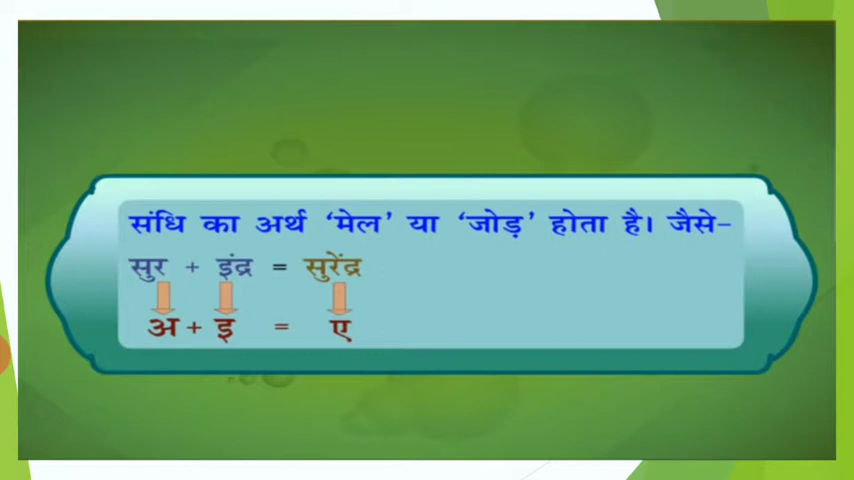 संधि का अर्थ ‘मेल’ या ‘जोड़’ होता है। जैसे-
सुर + इंद्र = सुरेंद्र
अ + इ = ए